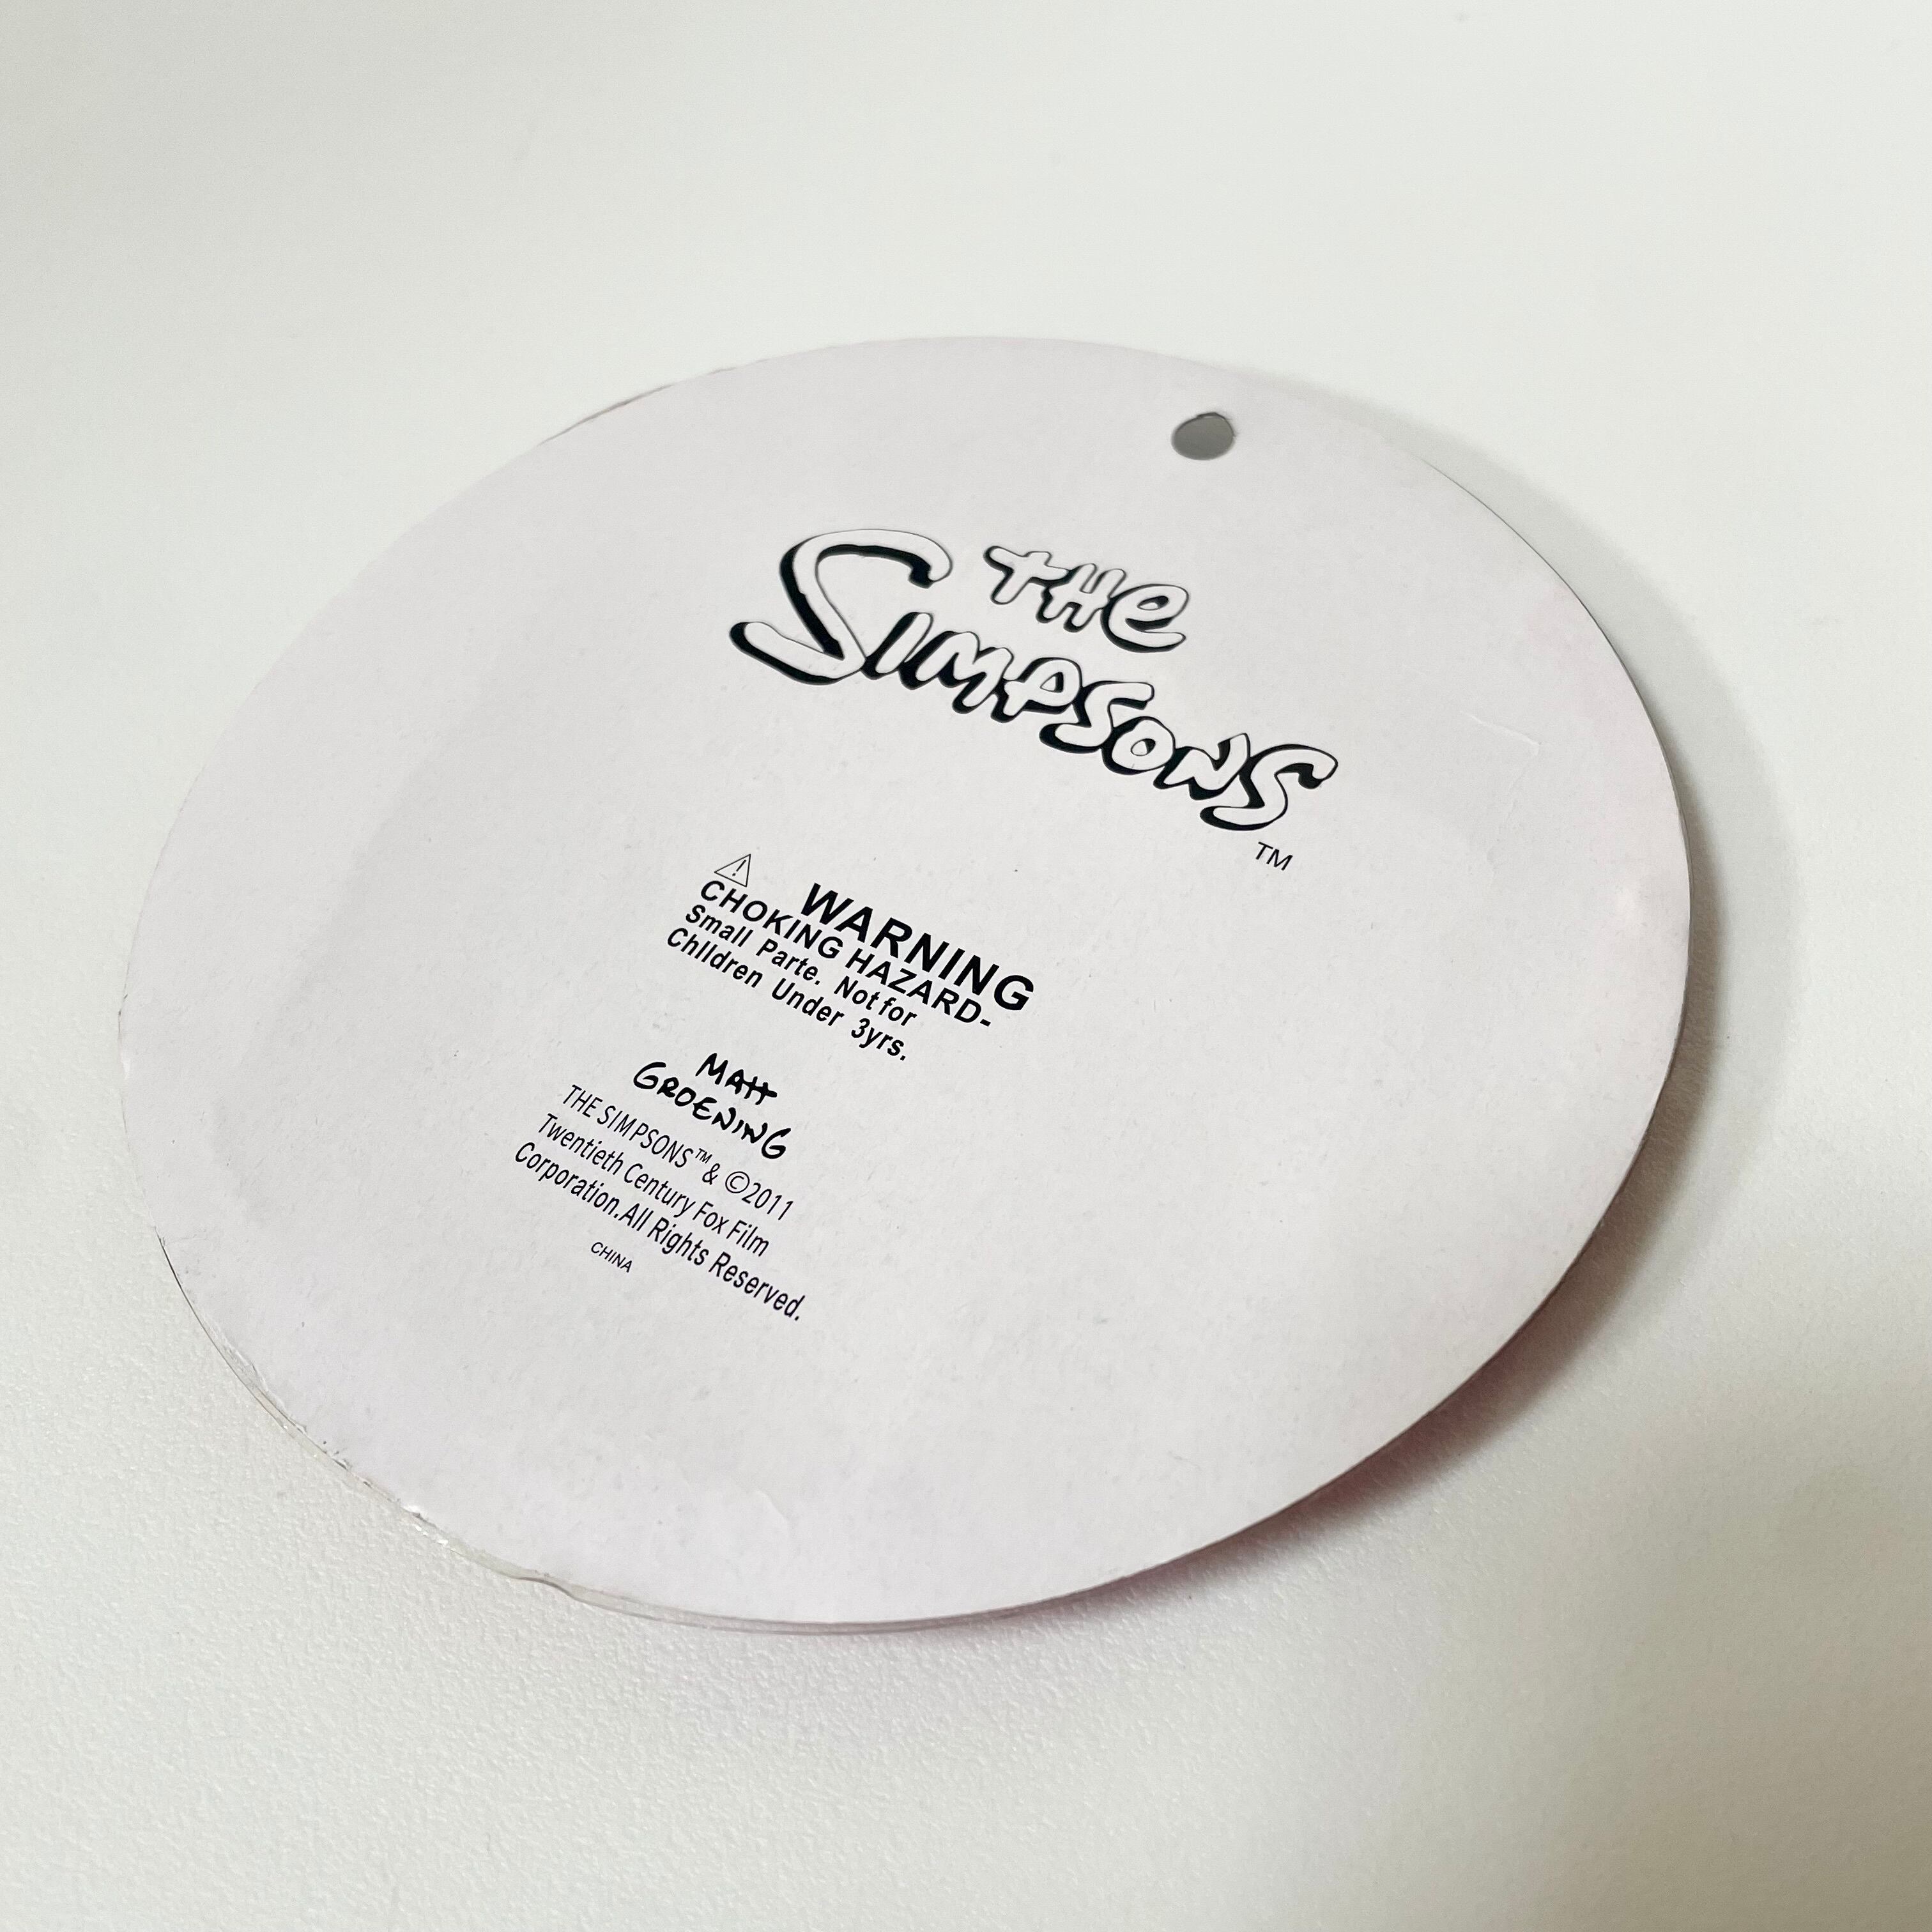 THE
SIMPSONS
TM
WARNING
CHOKING HAZARD-
Small Parte. Not for
Children Under 3yrs.
MATT
GROENING
THE SIMPSONS™ & ©2011
Twentieth Century Fox Film
Corporation.All Rights Reserved.
CHINA